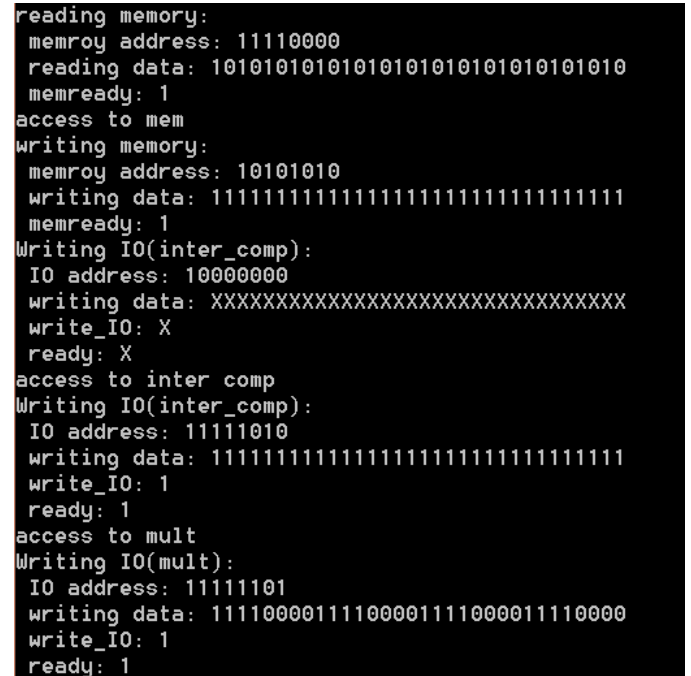 reading memory:
memroy address: 11110000
reading data: 10101010101010101010101010101010
memready: 1
access to mem
writing memory:
memroy address: 10101010
writing data: 11111111111111111111111111111111
memready: 1
Writing IO(inter_comp):
IO address: 10000000
writing data: XXXXXXXXXXXXXXXXXXXXXXXXXXXXXXXX
write_IO: X
ready: X
access to inter comp
Writing IO(inter_comp):
IO address: 11111010
writing data: 11111111111111111111111111111111
write_IO: 1
ready: 1
access to mult
Writing IO(mult):
IO address: 11111101
writing data: 11110000111100001111000011110000
write_IO: 1
ready: 1